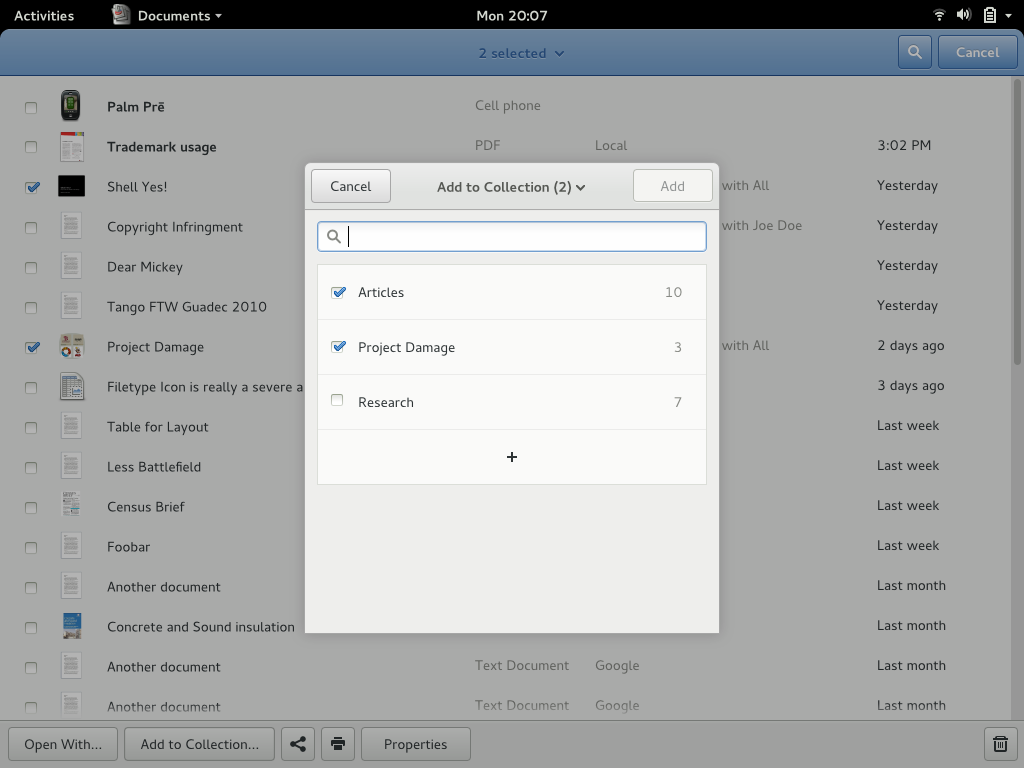 Activities Documents Mon 20:07
2 selected Cancel
Palm Prē Cell phone
Trademark usage PDF Local 3:02 PM
Cancel Add to Collection (2) Add
Shell Yes! with All Yesterday
Copyright Infringment with Joe Doe Yesterday
Dear Mickey Yesterday
Articles 10
Tango FTW Guadec 2010 Yesterday
Project Damage with All 2 days ago
Project Damage 3
Filetype Icon is really a severe a 3 days ago
Research 7
Table for Layout Last week
+
Less Battlefield Last week
Census Brief Last week
Foobar Last week
Another document Last month
Concrete and Sound insulation Last month
Another document Text Document Google Last month
Another document Text Document Google Last month
Open With... Add to Collection... Properties